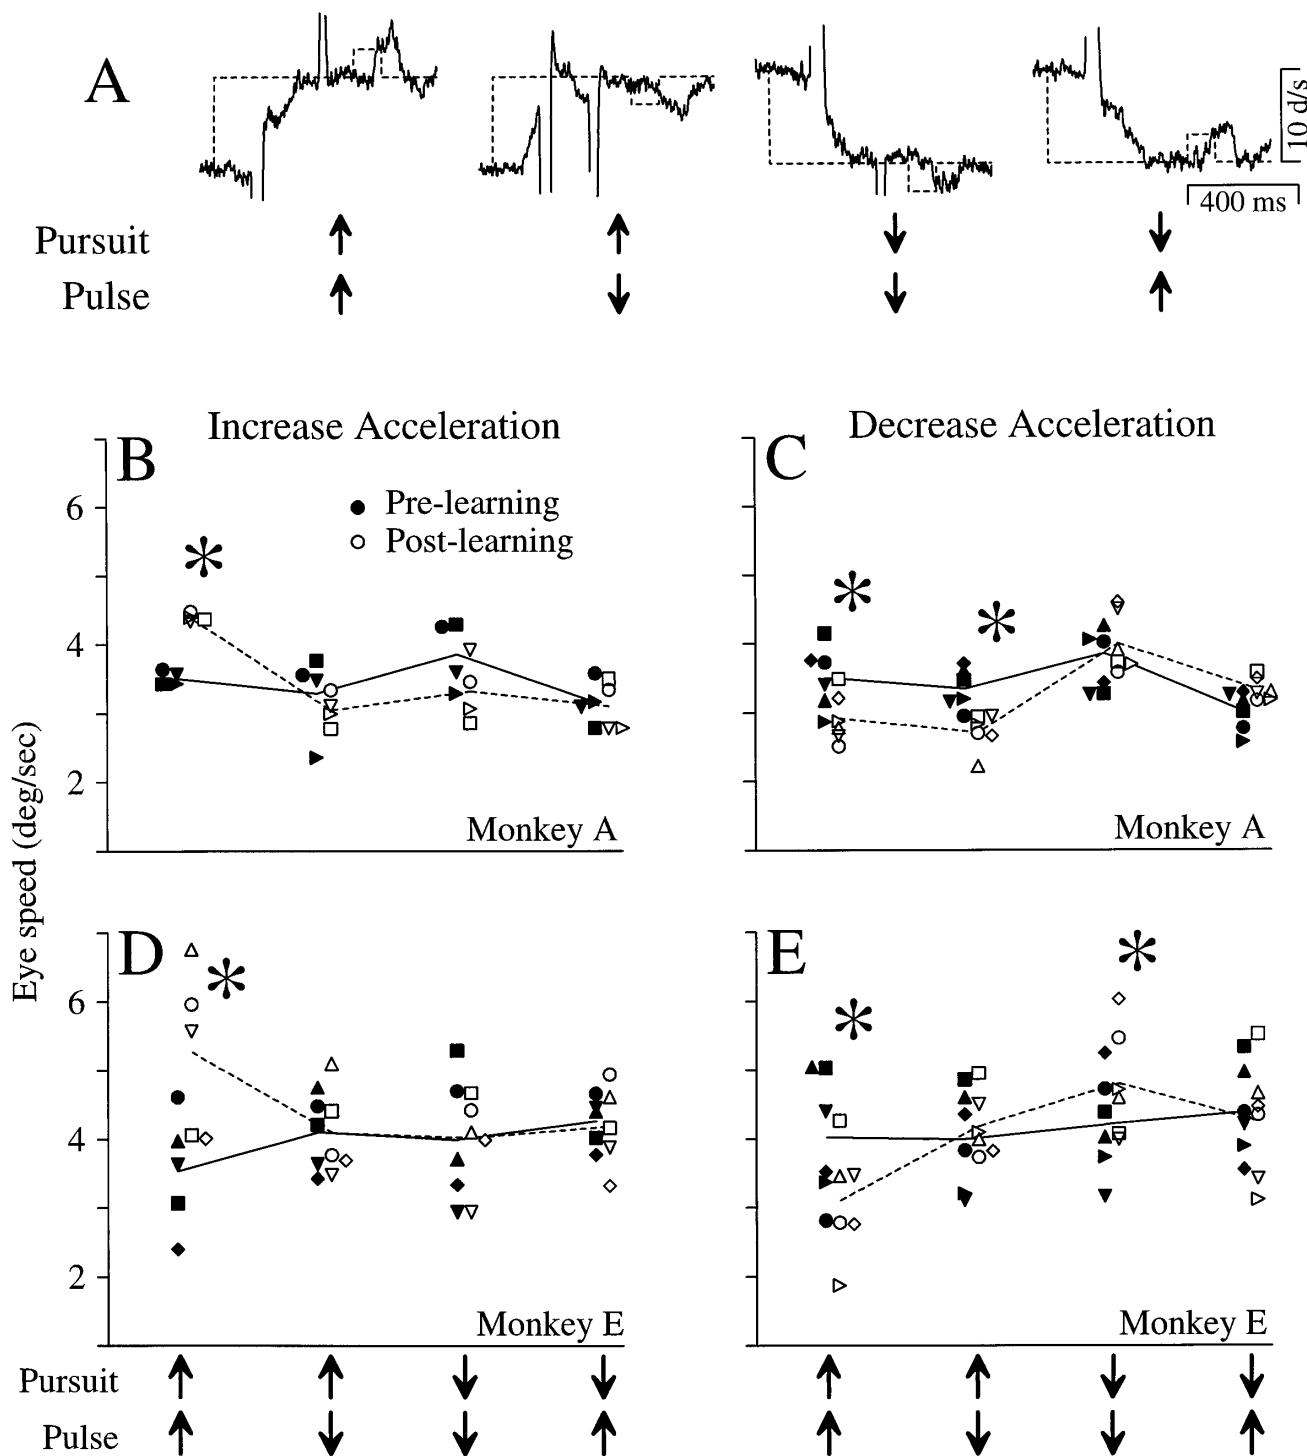 A
10 d/s
400 ms
Pursuit
Pulse
Increase Acceleration
Decrease Acceleration
B
C
Pre-learning
Post-learning
*
*
*
6
4
2
Monkey A
Monkey A
Eye speed (deg/sec)
D
E
*
*
*
6
4
2
Monkey E
Monkey E
Pursuit
Pulse